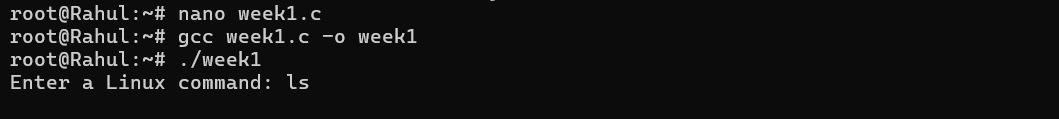 root@Rahul:~# nano week1.c
root@Rahul:~# gcc week1.c -o week1
root@Rahul:~# ./week1
Enter a Linux command: ls